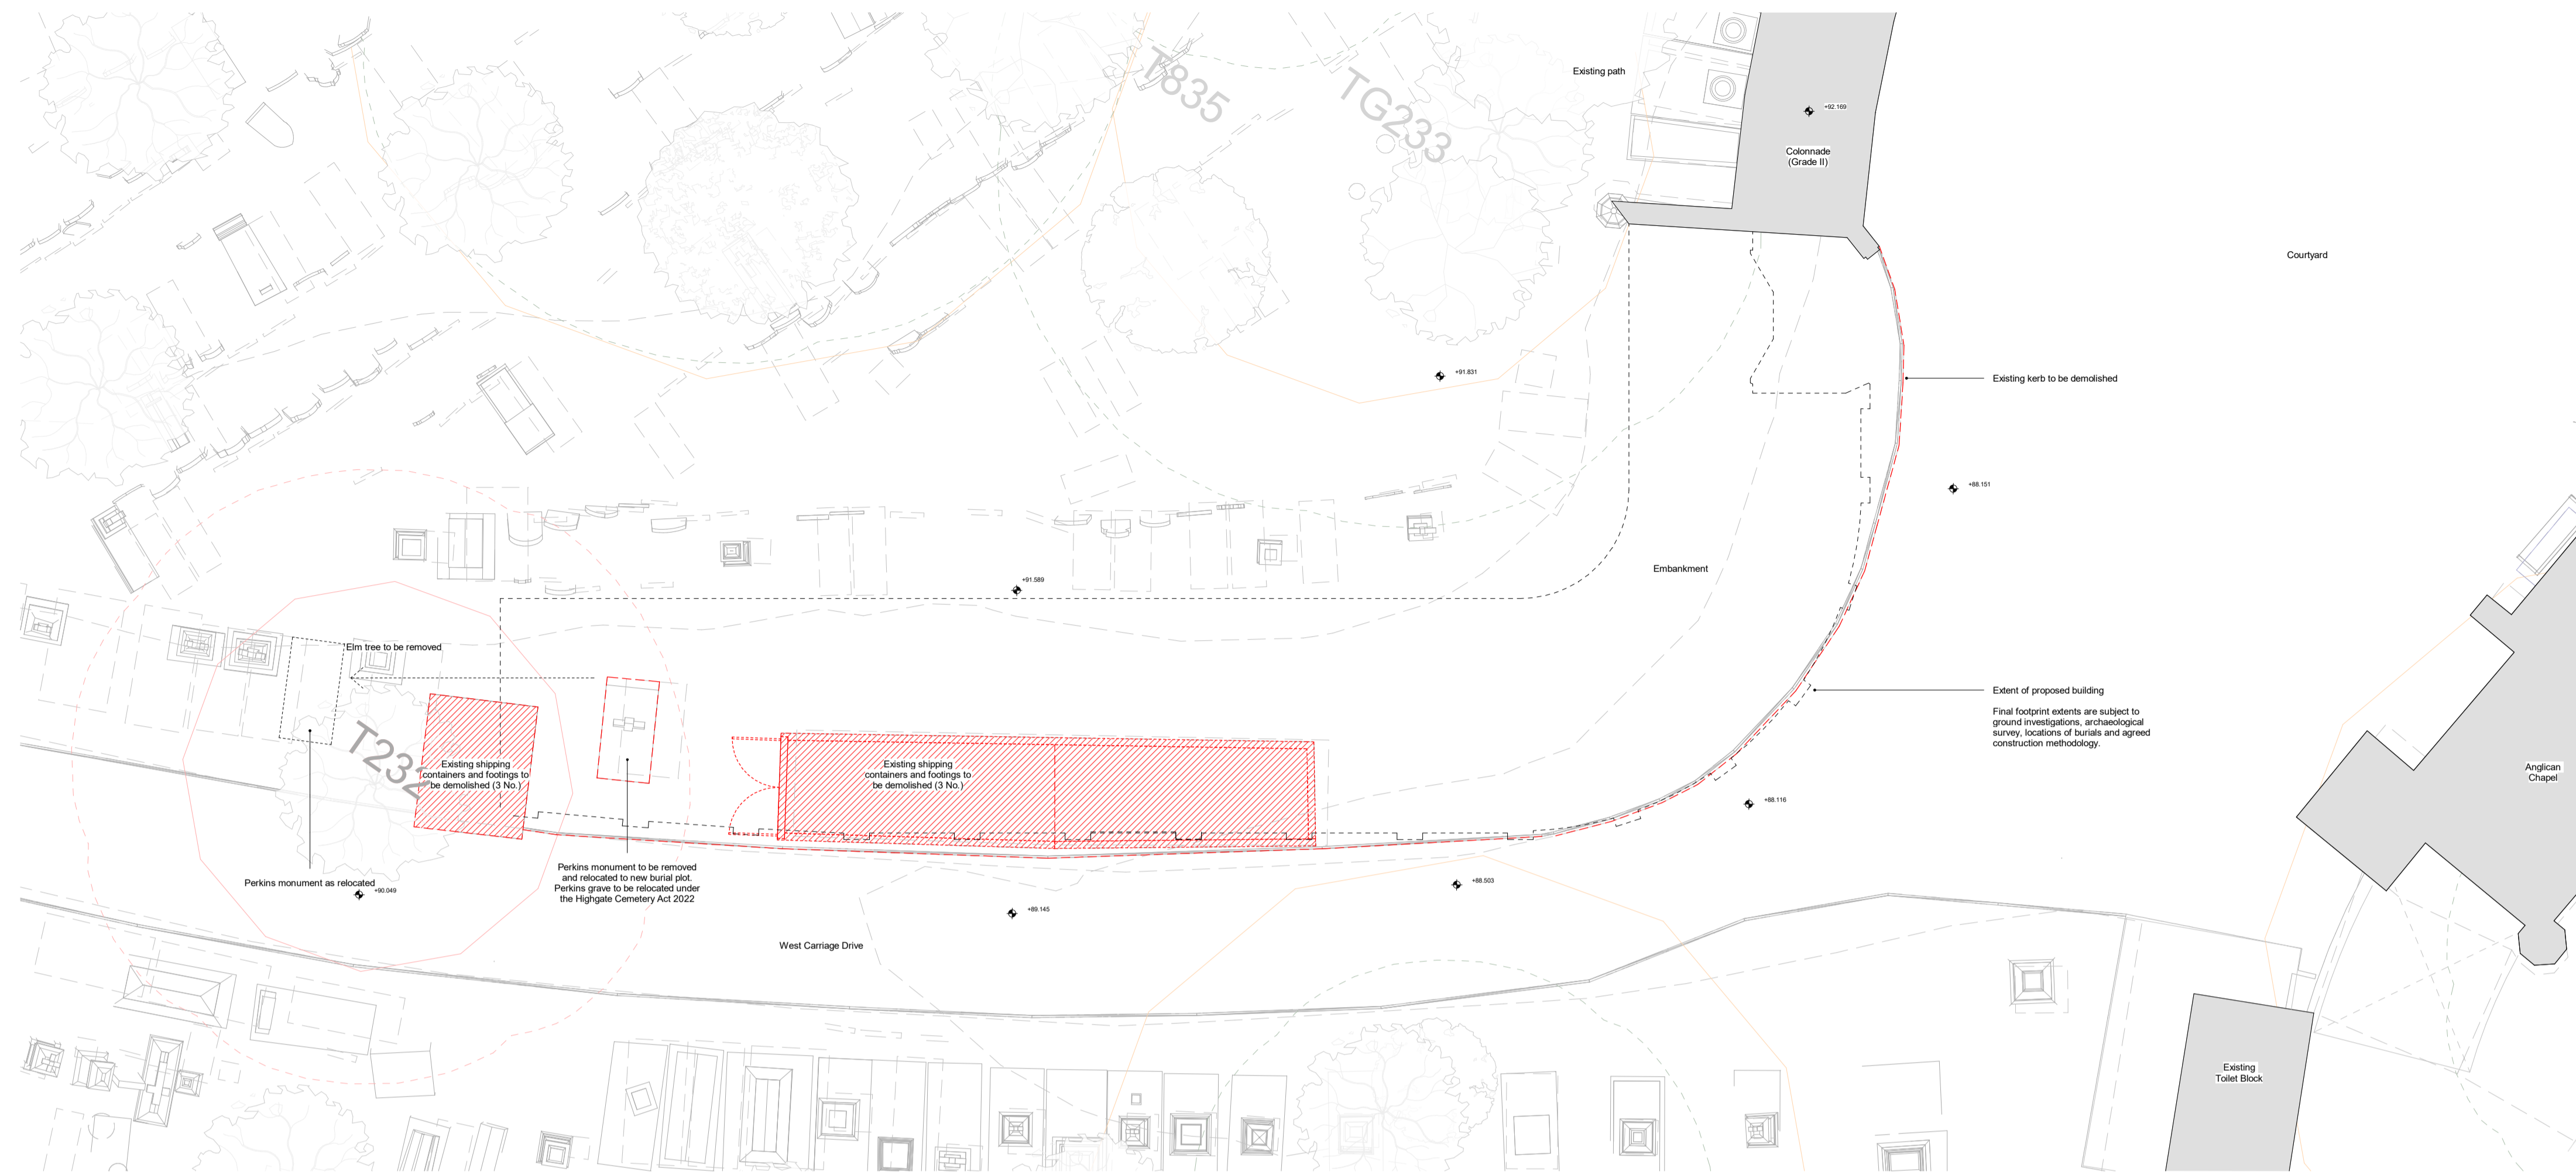 T835
TG233
Existing path
+92.169
Colonnade
(Grade II)
Courtyard
+91.831
Existing kerb to be demolished
+88.151
Embankment
+91.589
Elm tree to be removed
Extent of proposed building
Final footprint extents are subject to
ground investigations, archaeological
survey, locations of burials and agreed
construction methodology.
T232
Existing shipping
containers and footings to
be demolished (3 No.)
Existing shipping
containers and footings to
be demolished (3 No.)
Anglican
Chapel
+88.116
Perkins monument as relocated
+90.049
Perkins monument to be removed
and relocated to new burial plot.
Perkins grave to be relocated under
the Highgate Cemetery Act 2022
+88.503
+89.145
West Carriage Drive
Existing
Toilet Block